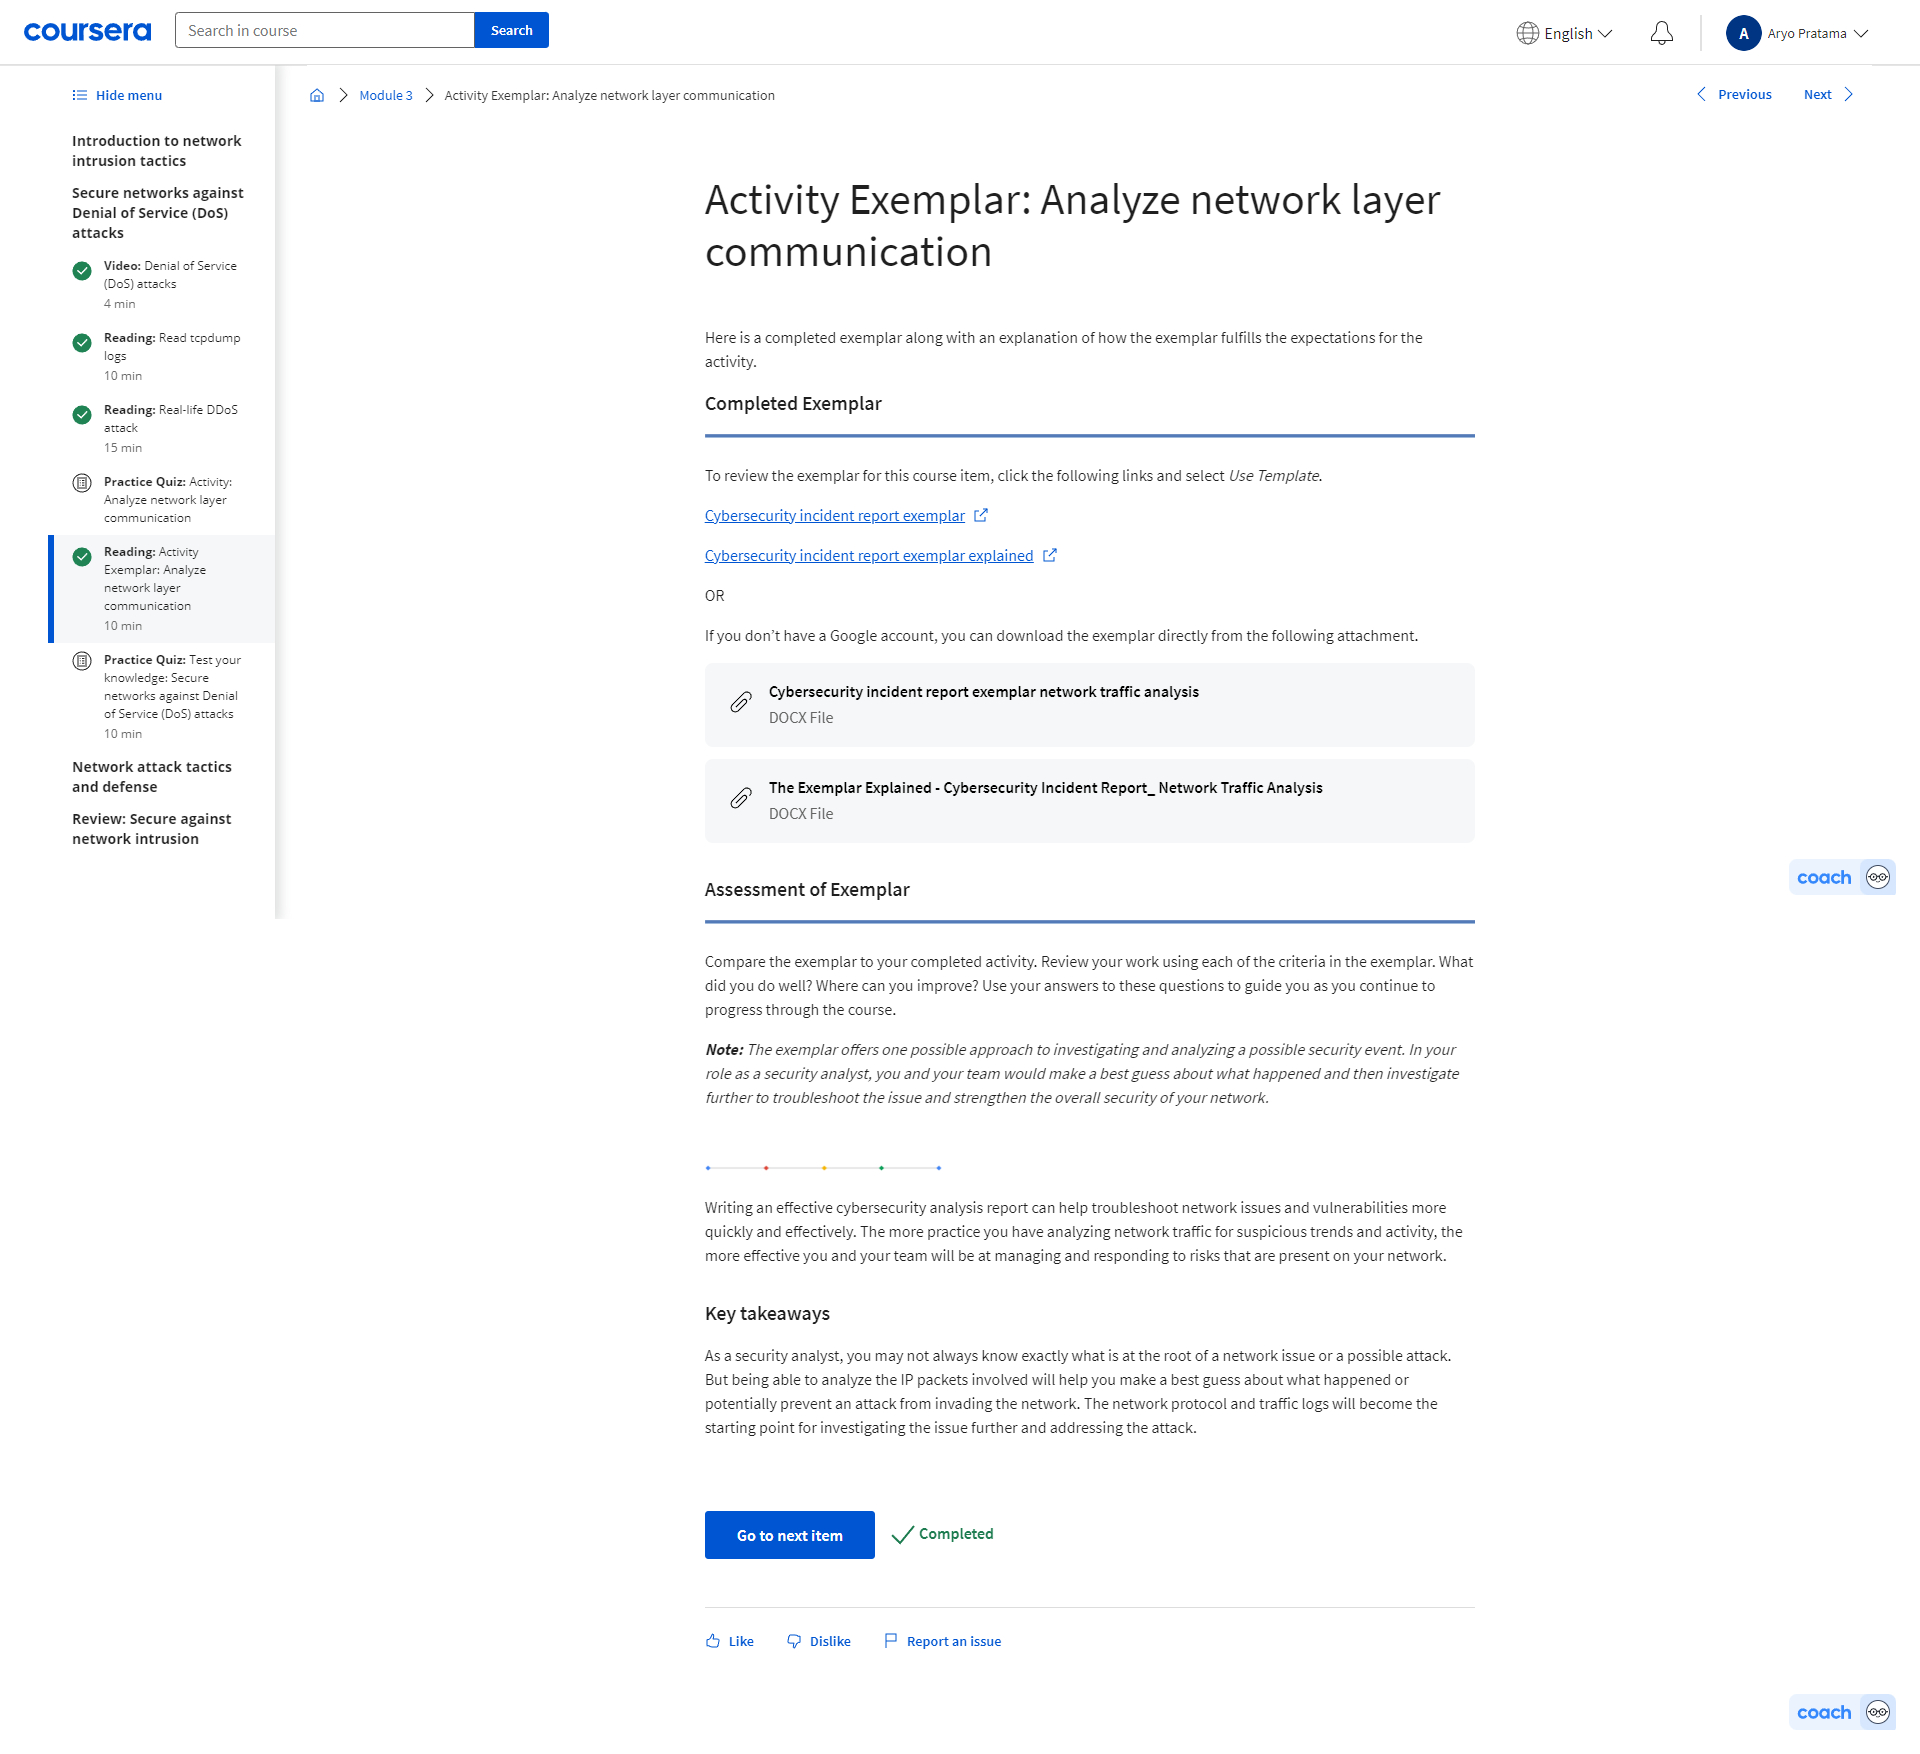 coursera
Search in course
Search
English
A
Aryo Pratama
Hide menu
Introduction to network
intrusion tactics
Secure networks against
Denial of Service (DoS)
attacks
Video: Denial of Service
(DoS) attacks
4 min
Reading: Read tcpdump
logs
10 min
Reading: Real-life DDoS
attack
15 min
Practice Quiz: Activity:
Analyze network layer
communication
Reading: Activity
Exemplar: Analyze
network layer
communication
10 min
Practice Quiz: Test your
knowledge: Secure
networks against Denial
of Service (DoS) attacks
10 min
Network attack tactics
and defense
Review: Secure against
network intrusion
Module 3
Activity Exemplar: Analyze network layer communication
Previous
Next
Activity Exemplar: Analyze network layer
communication
Here is a completed exemplar along with an explanation of how the exemplar fulfills the expectations for the
activity.
Completed Exemplar
To review the exemplar for this course item, click the following links and select Use Template.
Cybersecurity incident report exemplar
Cybersecurity incident report exemplar explained
OR
If you don’t have a Google account, you can download the exemplar directly from the following attachment.
Cybersecurity incident report exemplar network traffic analysis
DOCX File
The Exemplar Explained - Cybersecurity Incident Report_ Network Traffic Analysis
DOCX File
Assessment of Exemplar
Compare the exemplar to your completed activity. Review your work using each of the criteria in the exemplar. What
did you do well? Where can you improve? Use your answers to these questions to guide you as you continue to
progress through the course.
Note: The exemplar offers one possible approach to investigating and analyzing a possible security event. In your
role as a security analyst, you and your team would make a best guess about what happened and then investigate
further to troubleshoot the issue and strengthen the overall security of your network.
Writing an effective cybersecurity analysis report can help troubleshoot network issues and vulnerabilities more
quickly and effectively. The more practice you have analyzing network traffic for suspicious trends and activity, the
more effective you and your team will be at managing and responding to risks that are present on your network.
Key takeaways
As a security analyst, you may not always know exactly what is at the root of a network issue or a possible attack.
But being able to analyze the IP packets involved will help you make a best guess about what happened or
potentially prevent an attack from invading the network. The network protocol and traffic logs will become the
starting point for investigating the issue further and addressing the attack.
Go to next item
Completed
Like
Dislike
Report an issue
coach
coach